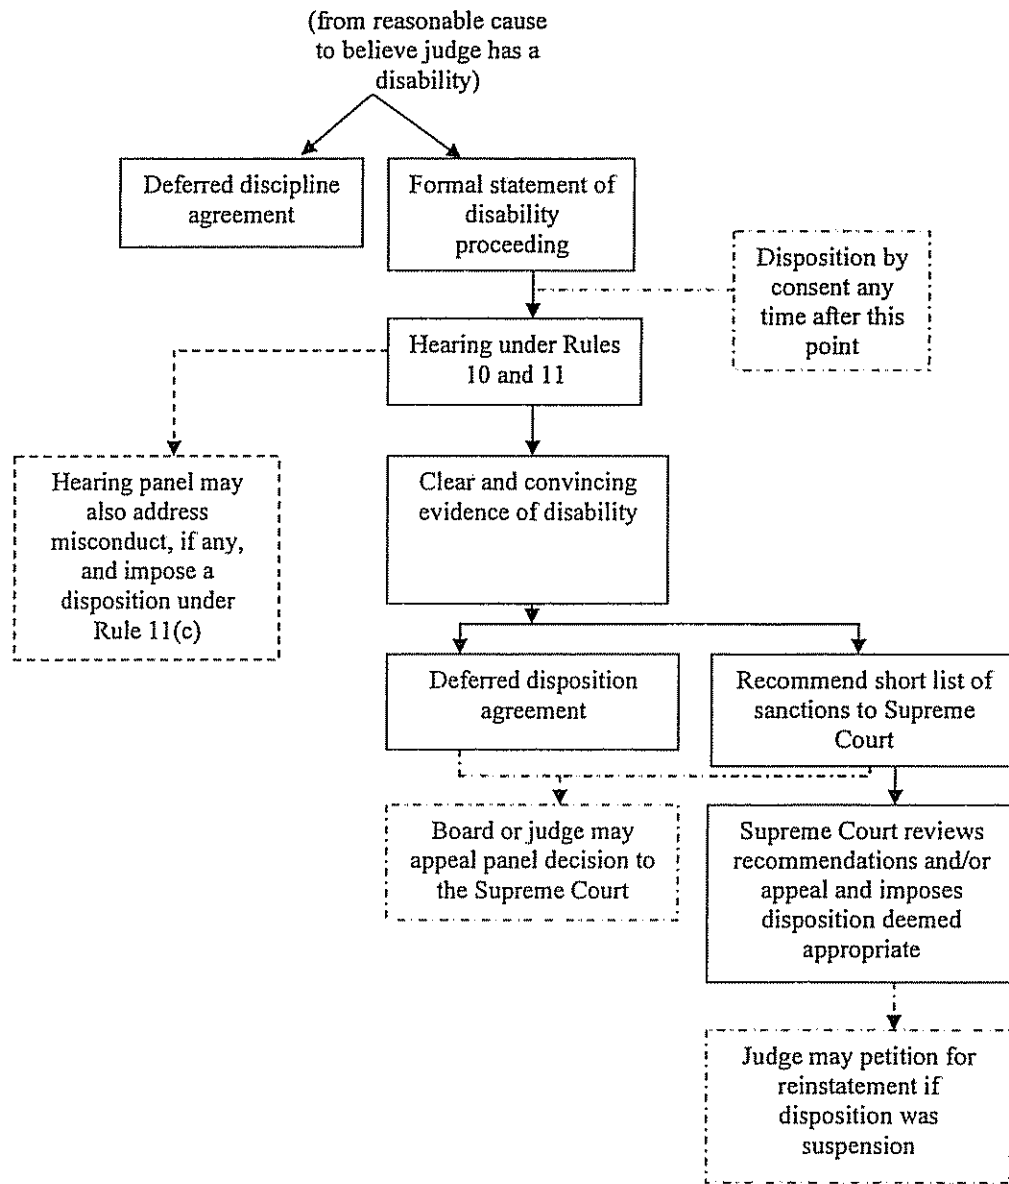 (from reasonable cause
to believe judge has a
disability)
Deferred discipline
agreement
Formal statement of
disability
proceeding
Disposition by
consent any
time after this
point
Hearing under Rules
10 and 11
Hearing panel may
also address
misconduct, if any,
and impose a
disposition under
Rule 11(c)
Clear and convincing
evidence of disability
Deferred disposition
agreement
Recommend short list of
sanctions to Supreme
Court
Board or judge may
appeal panel decision to
the Supreme Court
Supreme Court reviews
recommendations and/or
appeal and imposes
disposition deemed
appropriate
Judge may petition for
reinstatement if
disposition was
suspension